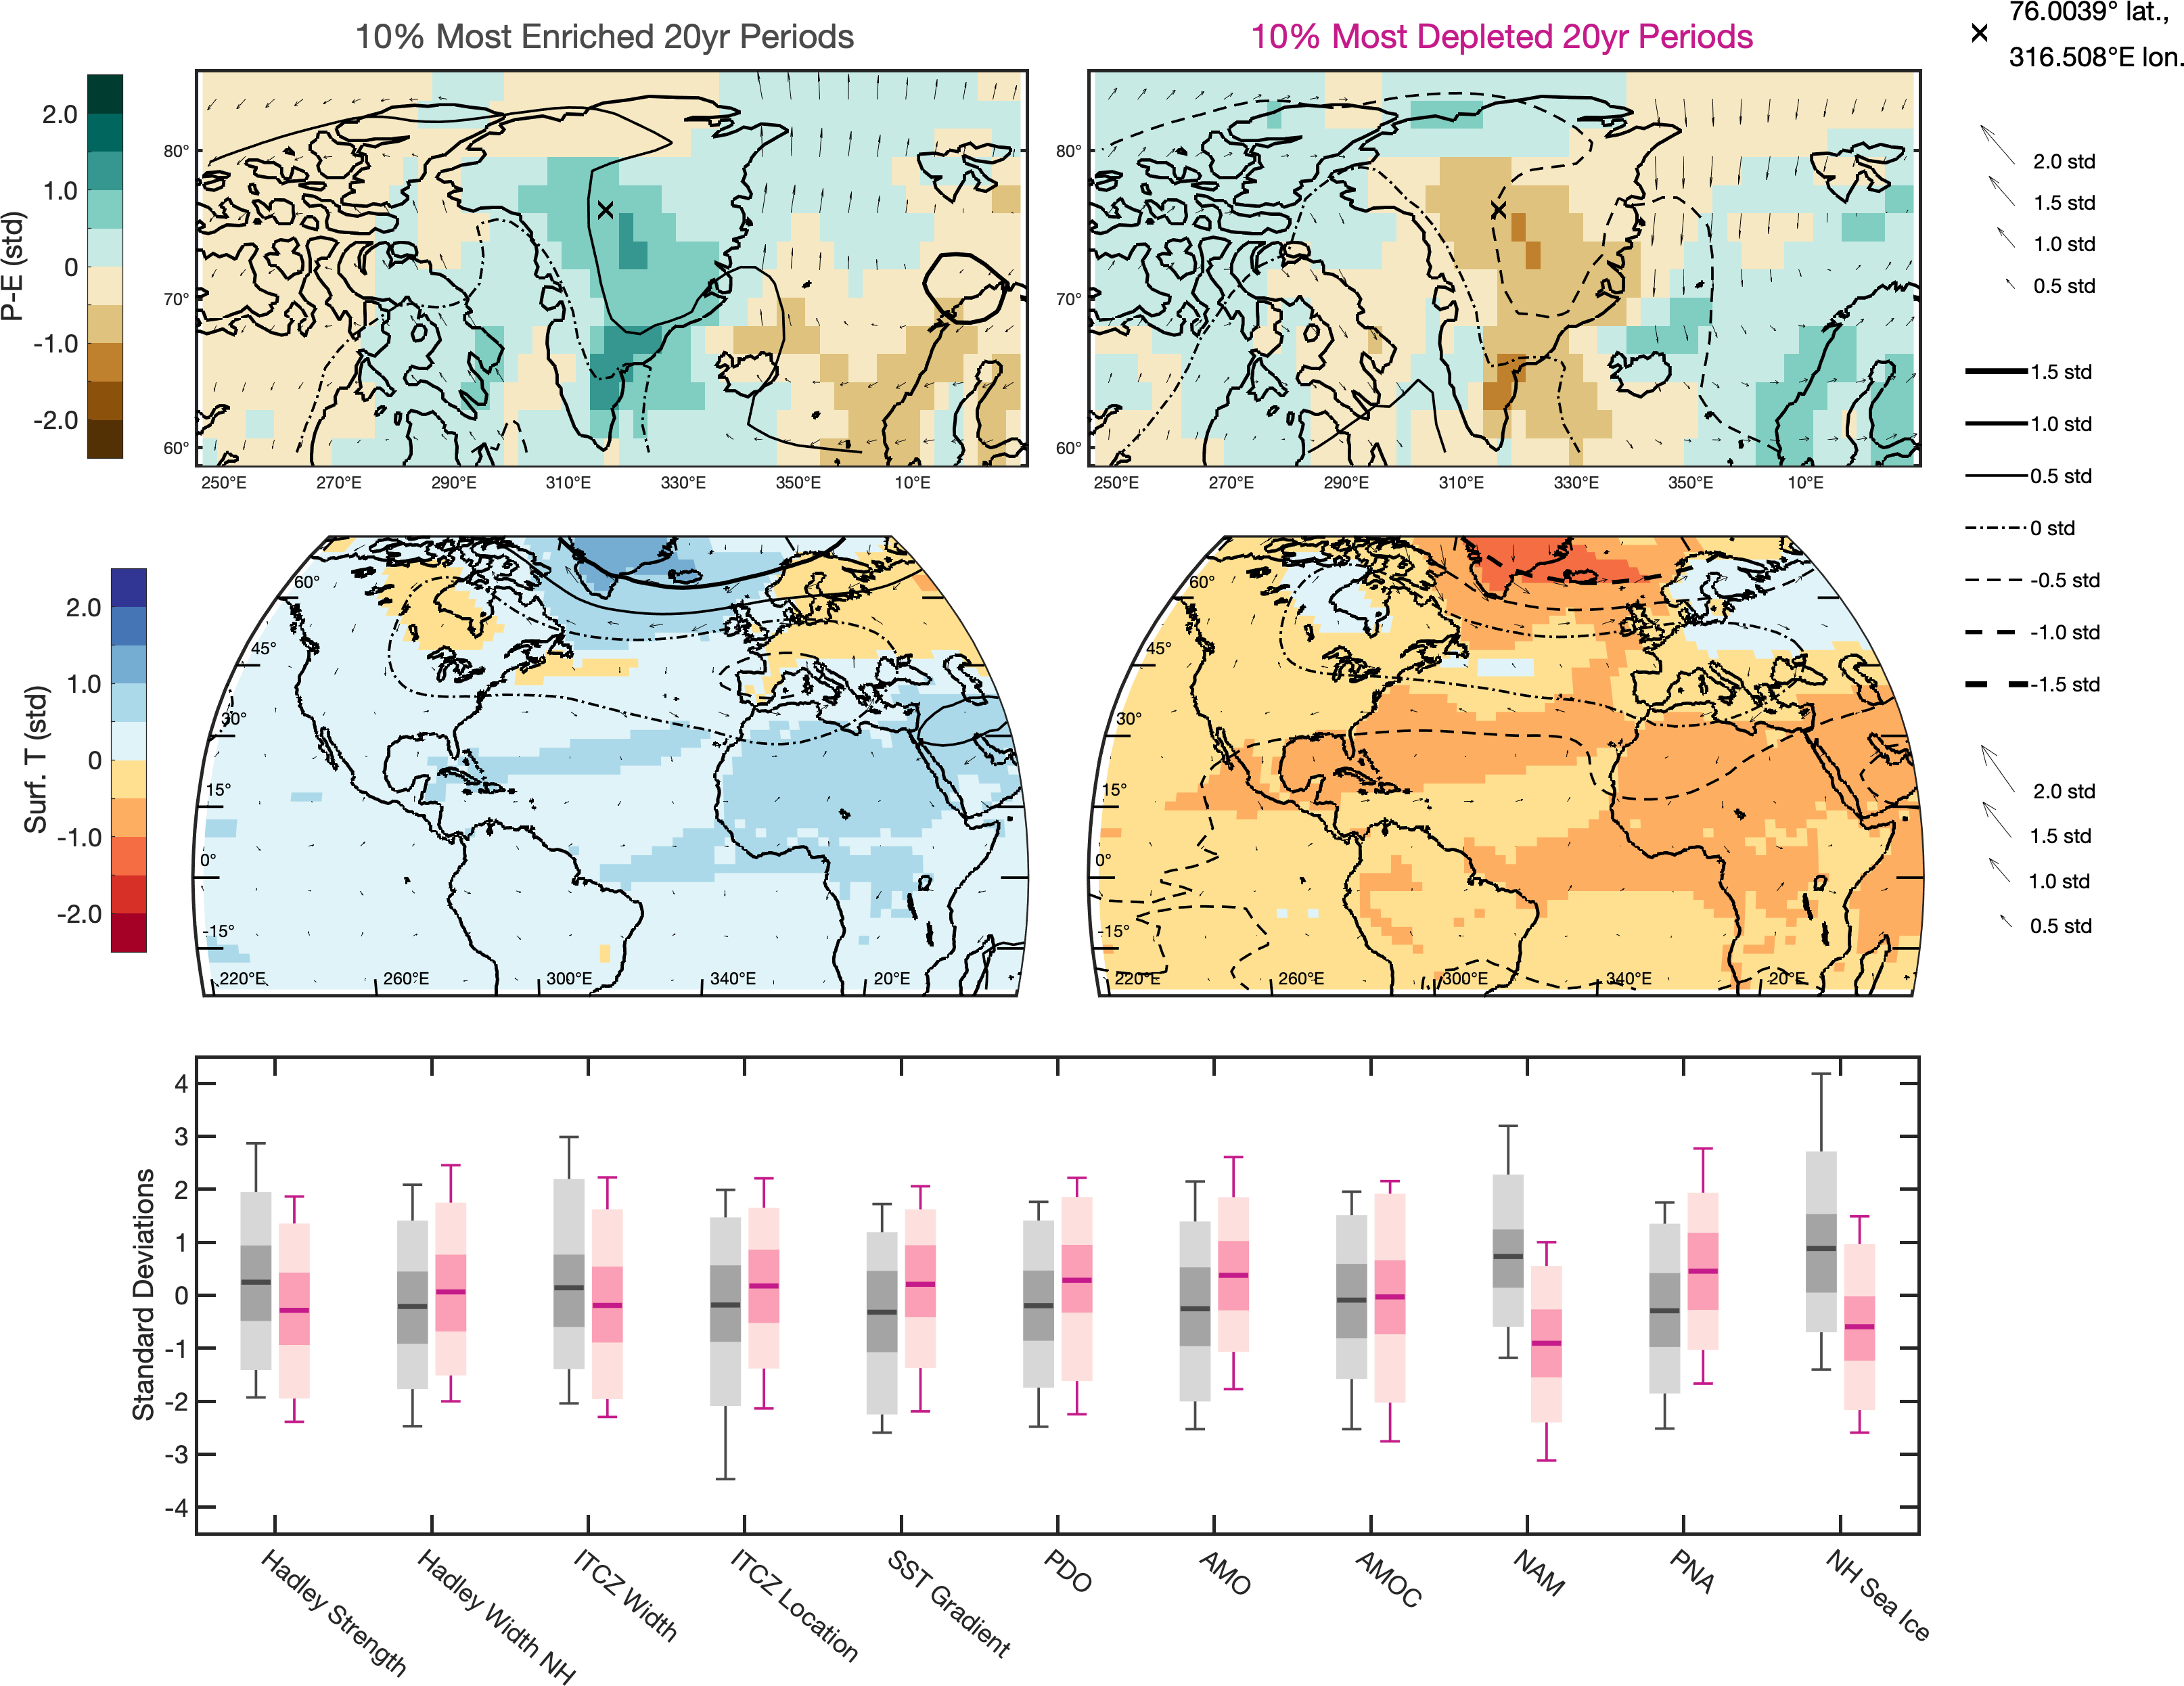 10% Most Enriched 20yr Periods
10% Most Depleted 20yr Periods
76.0039° lat.,
316.508°E lon.
P-E (std)
2.0
1.0
0
-1.0
-2.0
80°
70°
60°
250°E 270°E 290°E 310°E 330°E 350°E 10°E
80°
70°
60°
250°E 270°E 290°E 310°E 330°E 350°E 10°E
2.0 std
1.5 std
1.0 std
0.5 std
1.5 std
1.0 std
0.5 std
0 std
-0.5 std
-1.0 std
-1.5 std
Surf. T (std)
2.0
1.0
0
-1.0
-2.0
60°
45°
30°
15°
0°
-15°
220°E 260°E 300°E 340°E 20°E
60°
45°
30°
15°
0°
-15°
220°E 260°E 300°E 340°E 20°E
2.0 std
1.5 std
1.0 std
0.5 std
Standard Deviations
4
3
2
1
0
-1
-2
-3
-4
Hadley Strength
Hadley Width NH
ITCZ Width
ITCZ Location
SST Gradient
PDO
AMO
AMOC
NAM
PNA
NH Sea Ice